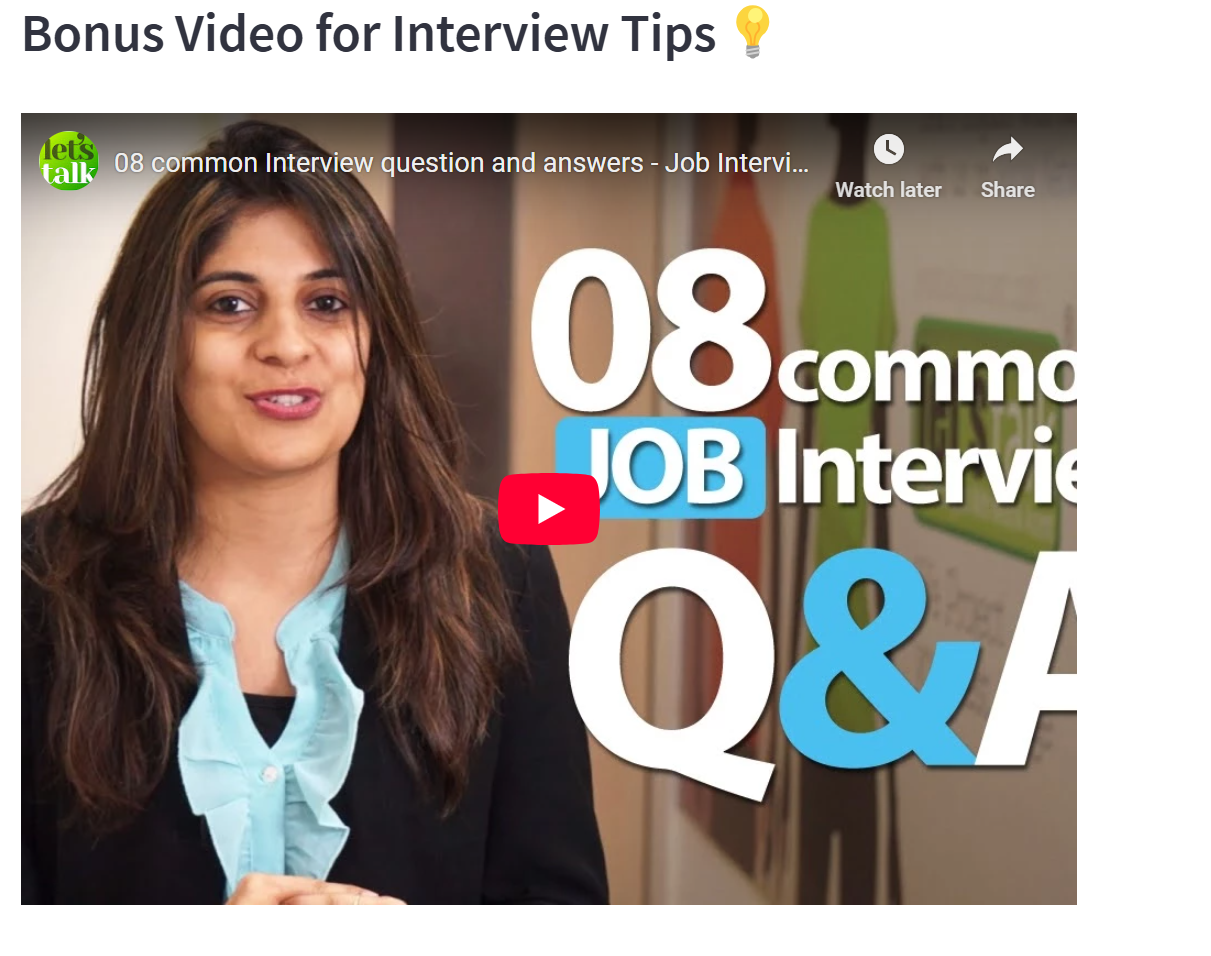 Bonus Video for Interview Tips 💡
let's
talk
08 common Interview question and answers - Job Intervi...
Watch later
Share
08 commo
JOB Intervie
Q&A